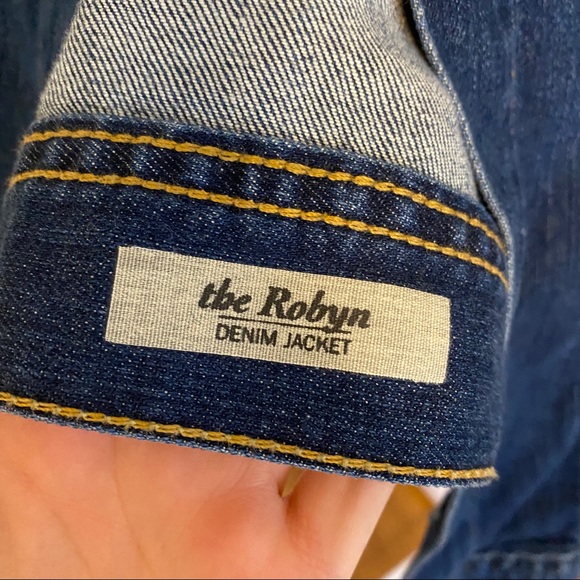 the Robyn
DENIM JACKET